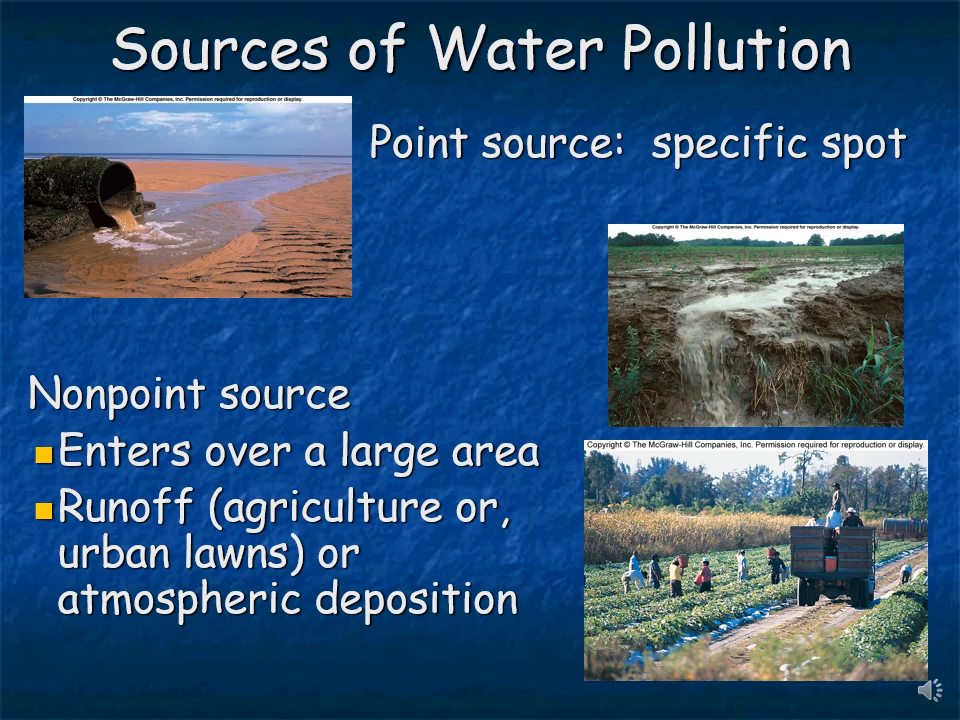 Sources of Water Pollution
Copyright © The McGraw-Hill Companies, Inc. Permission required for reproduction or display.
Point source:  specific spot
Copyright © The McGraw-Hill Companies, Inc. Permission required for reproduction or display
Nonpoint source
Enters over a large area
Copyright © The McGraw-Hill Companies, Inc. Permission required for reproduction or display.
Runoff (agriculture or,
urban lawns) or
atmospheric deposition